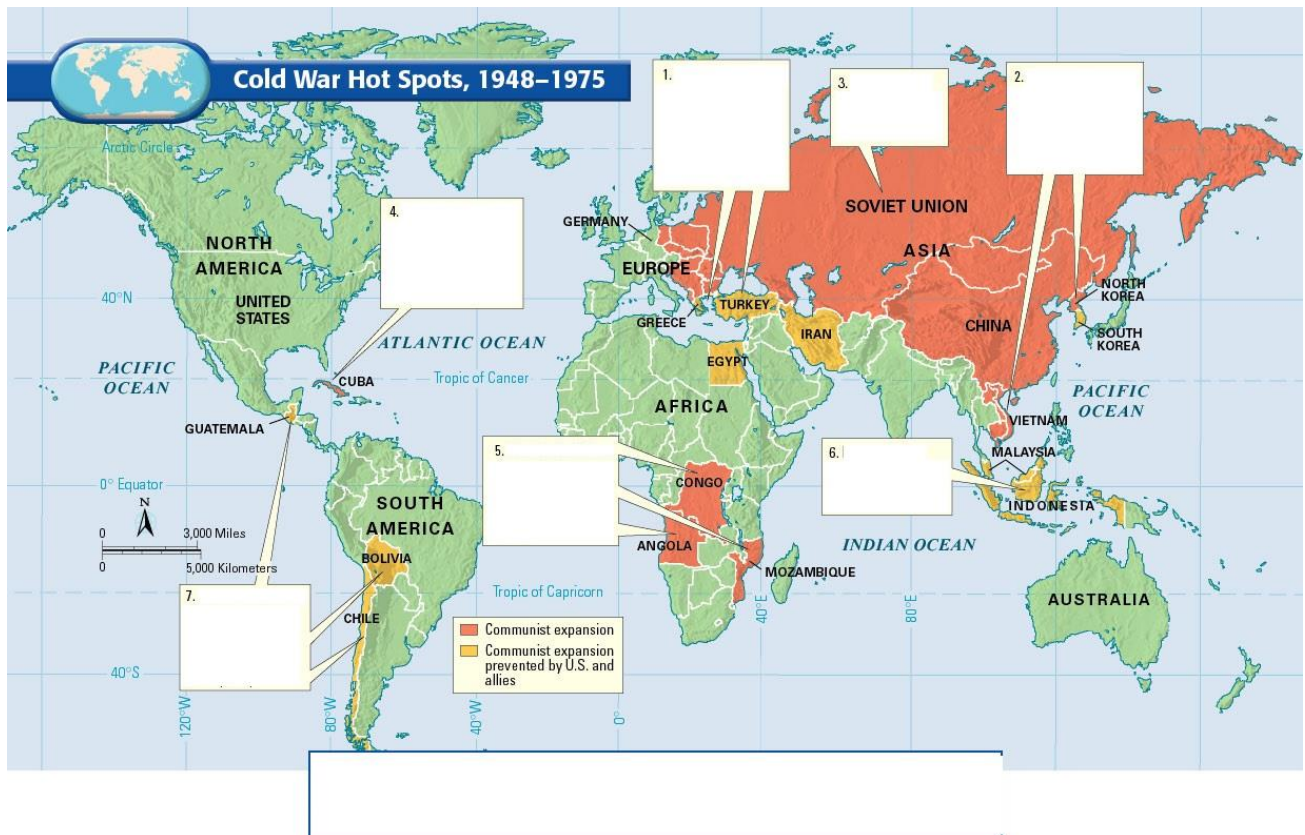 Cold War Hot Spots, 1948–1975
1.
3.
2.
4.
Arctic Circle
NORTH
AMERICA
UNITED
STATES
40°N
GERMANY
EUROPE
SOVIET UNION
ASIA
TURKEY
GREECE
IRAN
CHINA
NORTH
KOREA
SOUTH
KOREA
ATLANTIC OCEAN
EGYPT
PACIFIC
OCEAN
CUBA
Tropic of Cancer
AFRICA
PACIFIC
OCEAN
GUATEMALA
VIETNAM
5.
6.
MALAYSIA
0° Equator
CONGO
SOUTH
AMERICA
INDONESIA
N
0
3,000 Miles
0
5,000 Kilometers
ANGOLA
INDIAN OCEAN
BOLIVIA
MOZAMBIQUE
7.
Tropic of Capricorn
CHILE
AUSTRALIA
Communist expansion
Communist expansion
prevented by U.S. and
allies
40°S
120°W
80°W
40°W
0°
40°E
80°E